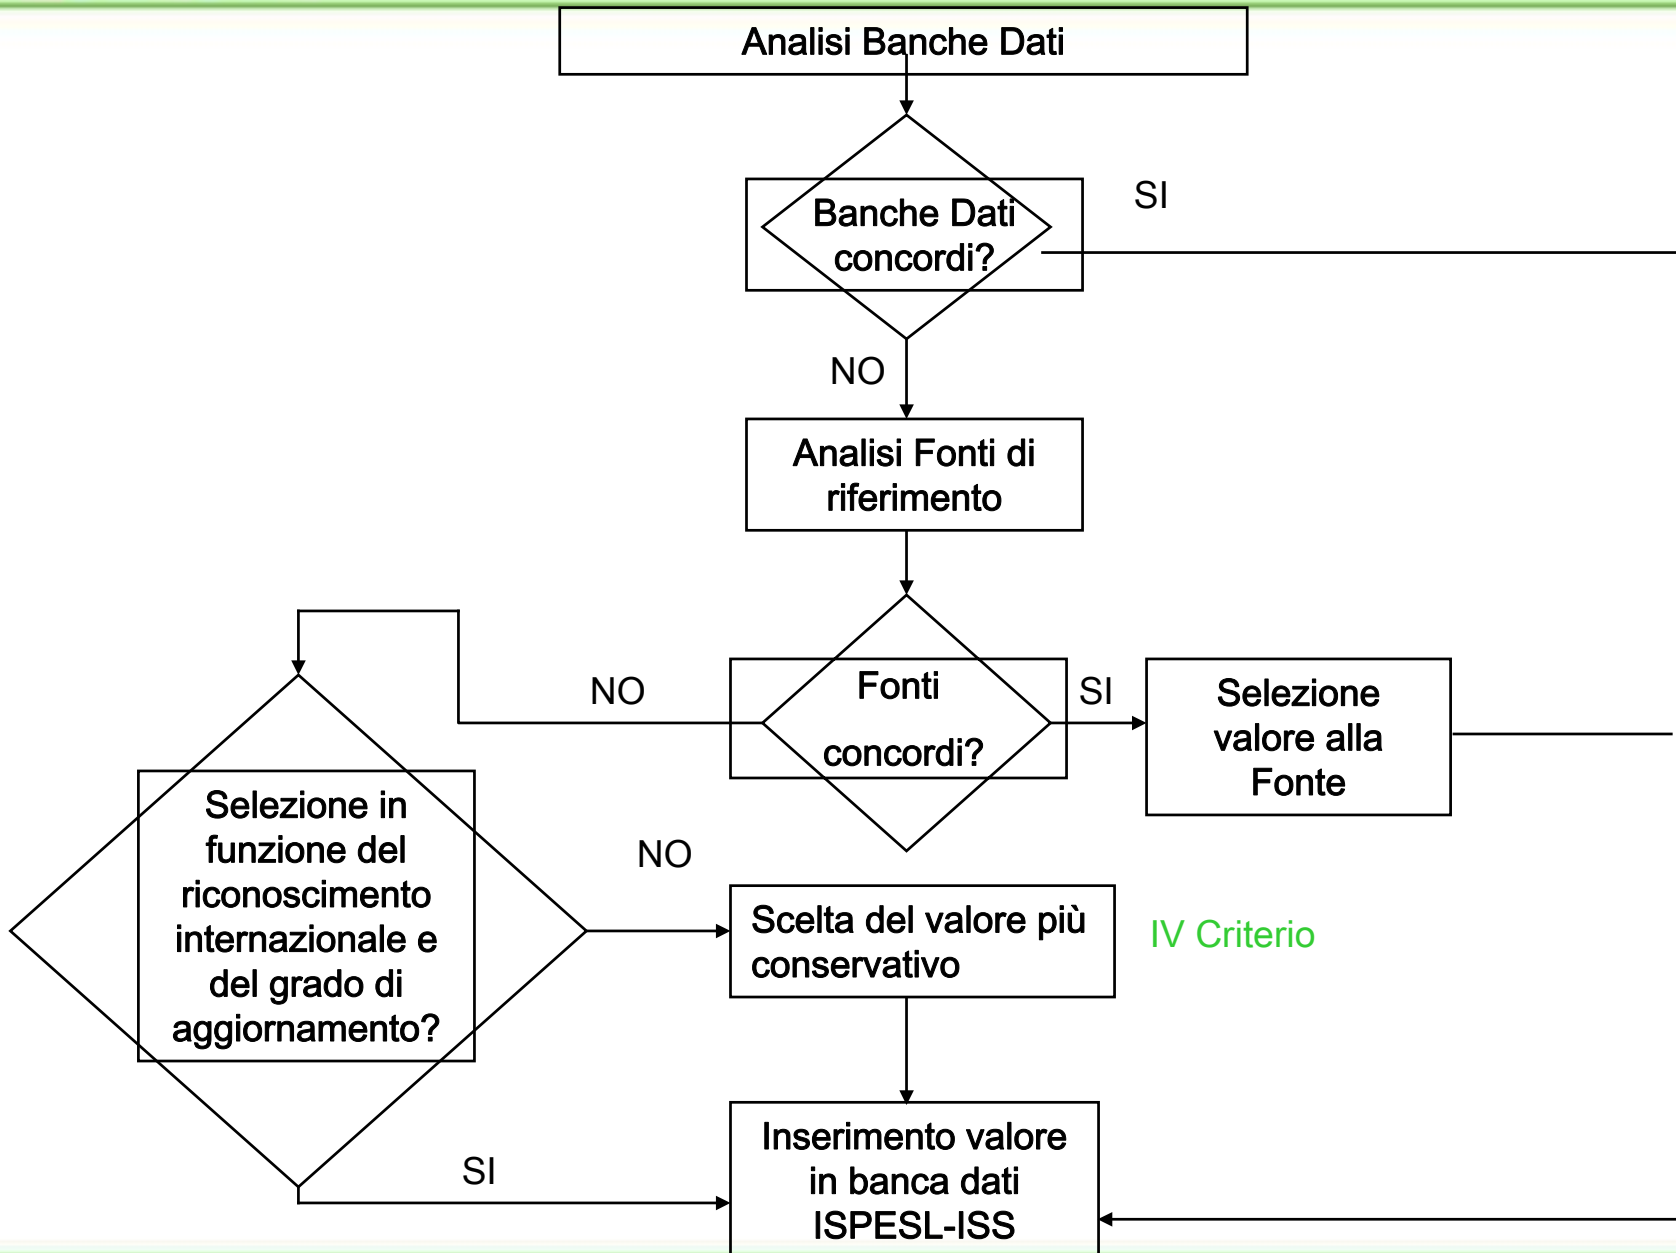 Analisi Banche Dati
SI
Banche Dati
concordi?
NO
Analisi Fonti di
riferimento
NO
Fonti
concordi?
SI
Selezione
valore alla
Fonte
Selezione in
funzione del
riconoscimento
internazionale e
del grado di
aggiornamento?
NO
Scelta del valore più
conservativo
IV Criterio
SI
Inserimento valore
in banca dati
ISPESL-ISS